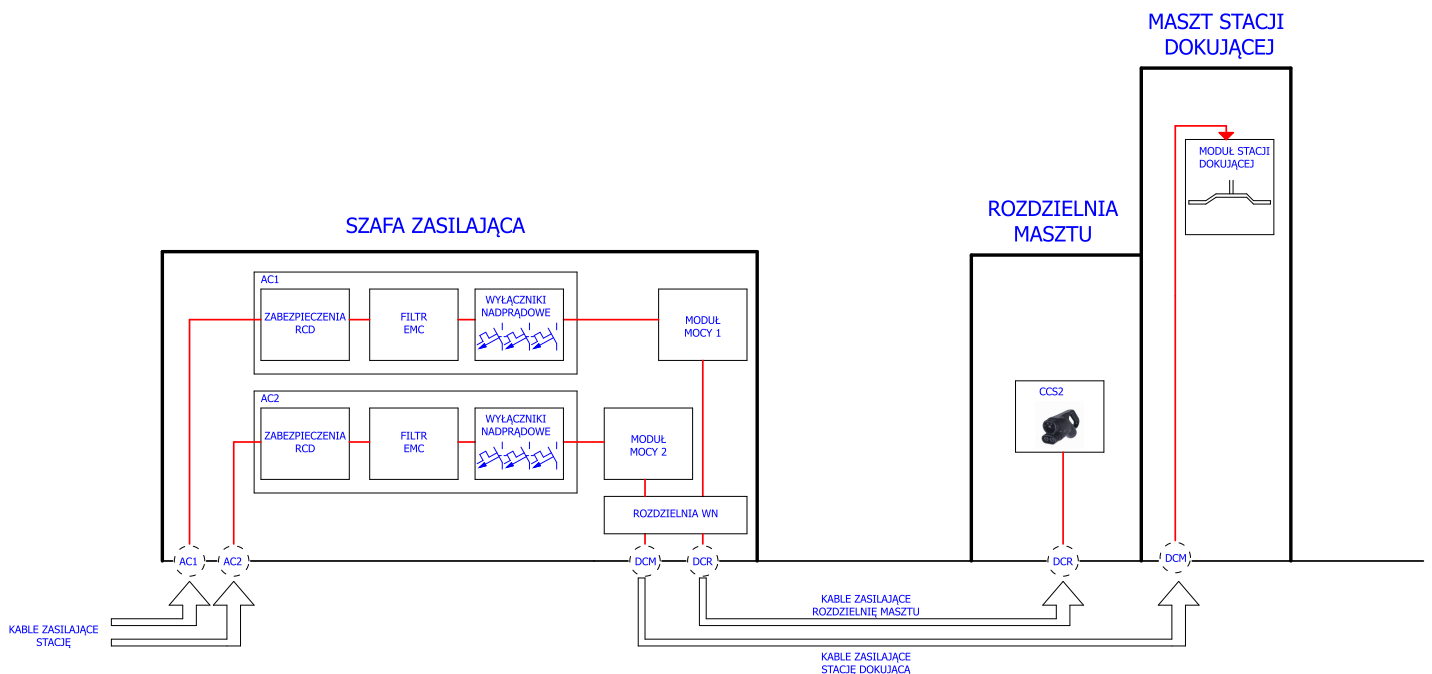 MASZT STACJI
DOKUJĄCEJ
MODUŁ STACJI
DOKUJĄCEJ
ROZDZIELNIA
MASZTU
SZAFA ZASILAJĄCA
AC1
ZABEZPIECZENIA
RCD
FILTR
EMC
WYŁĄCZNIKI
NADPRĄDOWE
MODUŁ
MOCY 1
AC2
ZABEZPIECZENIA
RCD
FILTR
EMC
WYŁĄCZNIKI
NADPRĄDOWE
MODUŁ
MOCY 2
CCS2
ROZDZIELNIA WN
AC1
AC2
DCM
DCR
DCR
DCM
KABLE ZASILAJĄCE
STACJĘ
KABLE ZASILAJĄCE
ROZDZIELNIĘ MASZTU
KABLE ZASILAJĄCE
STACJĘ DOKUJĄCĄ